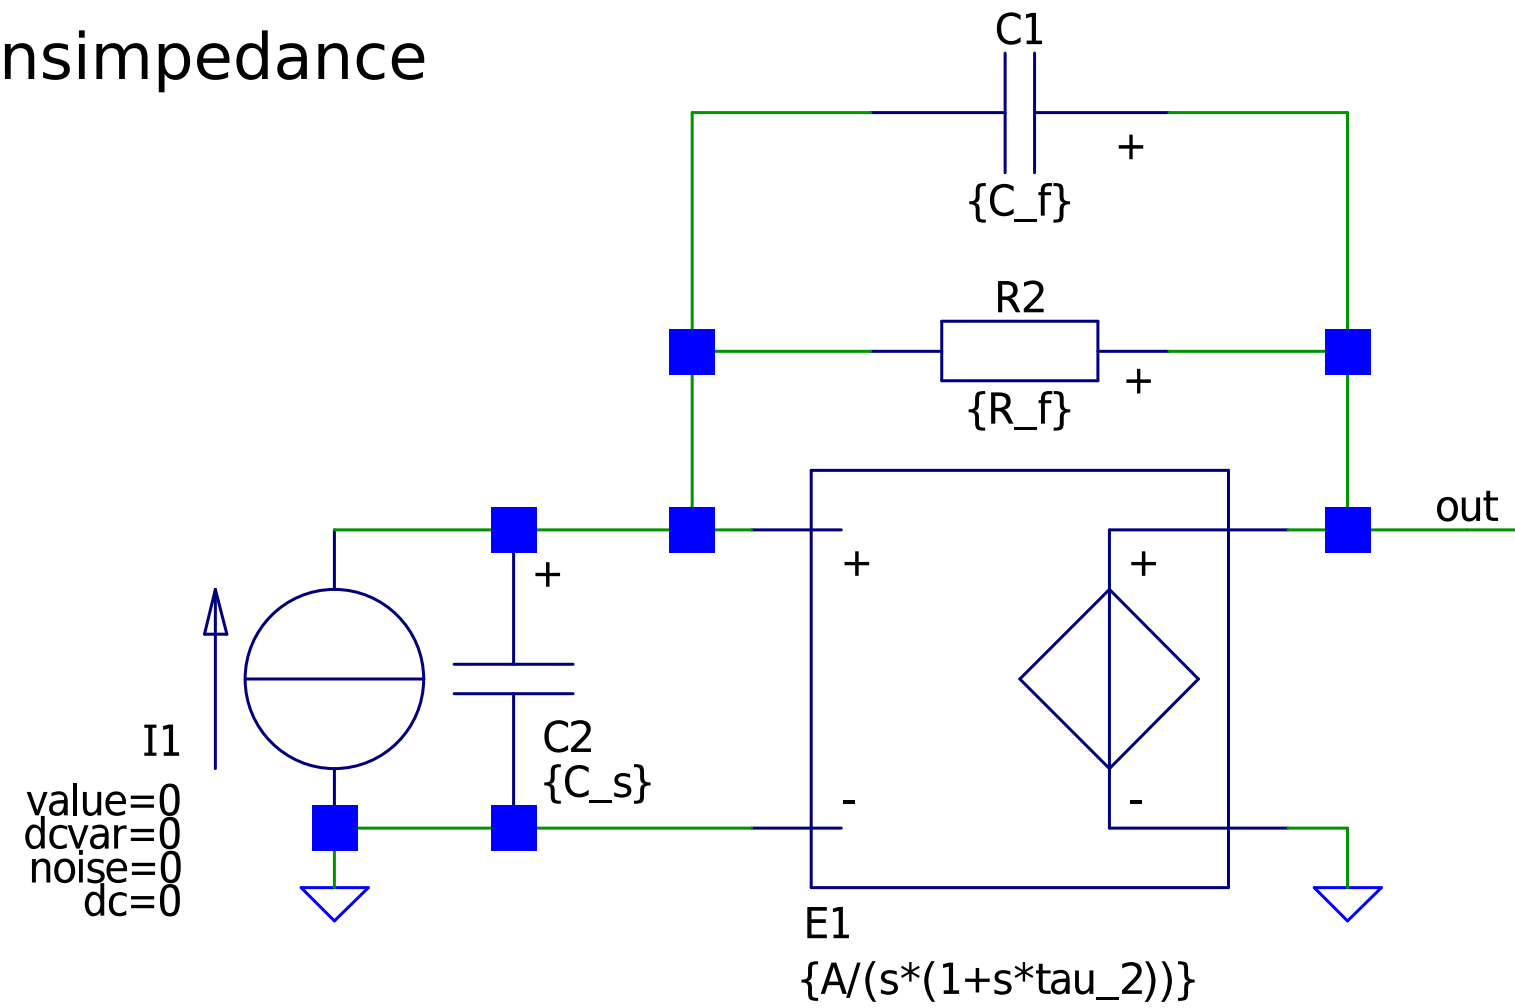 nsimpedance
C1
+
{C_f}
R2
+
{R_f}
out
+
+
+
I1
C2
{C_s}
value=0
dcvar=0
noise=0
dc=0
-
-
E1
{A/(s*(1+s*tau_2))}